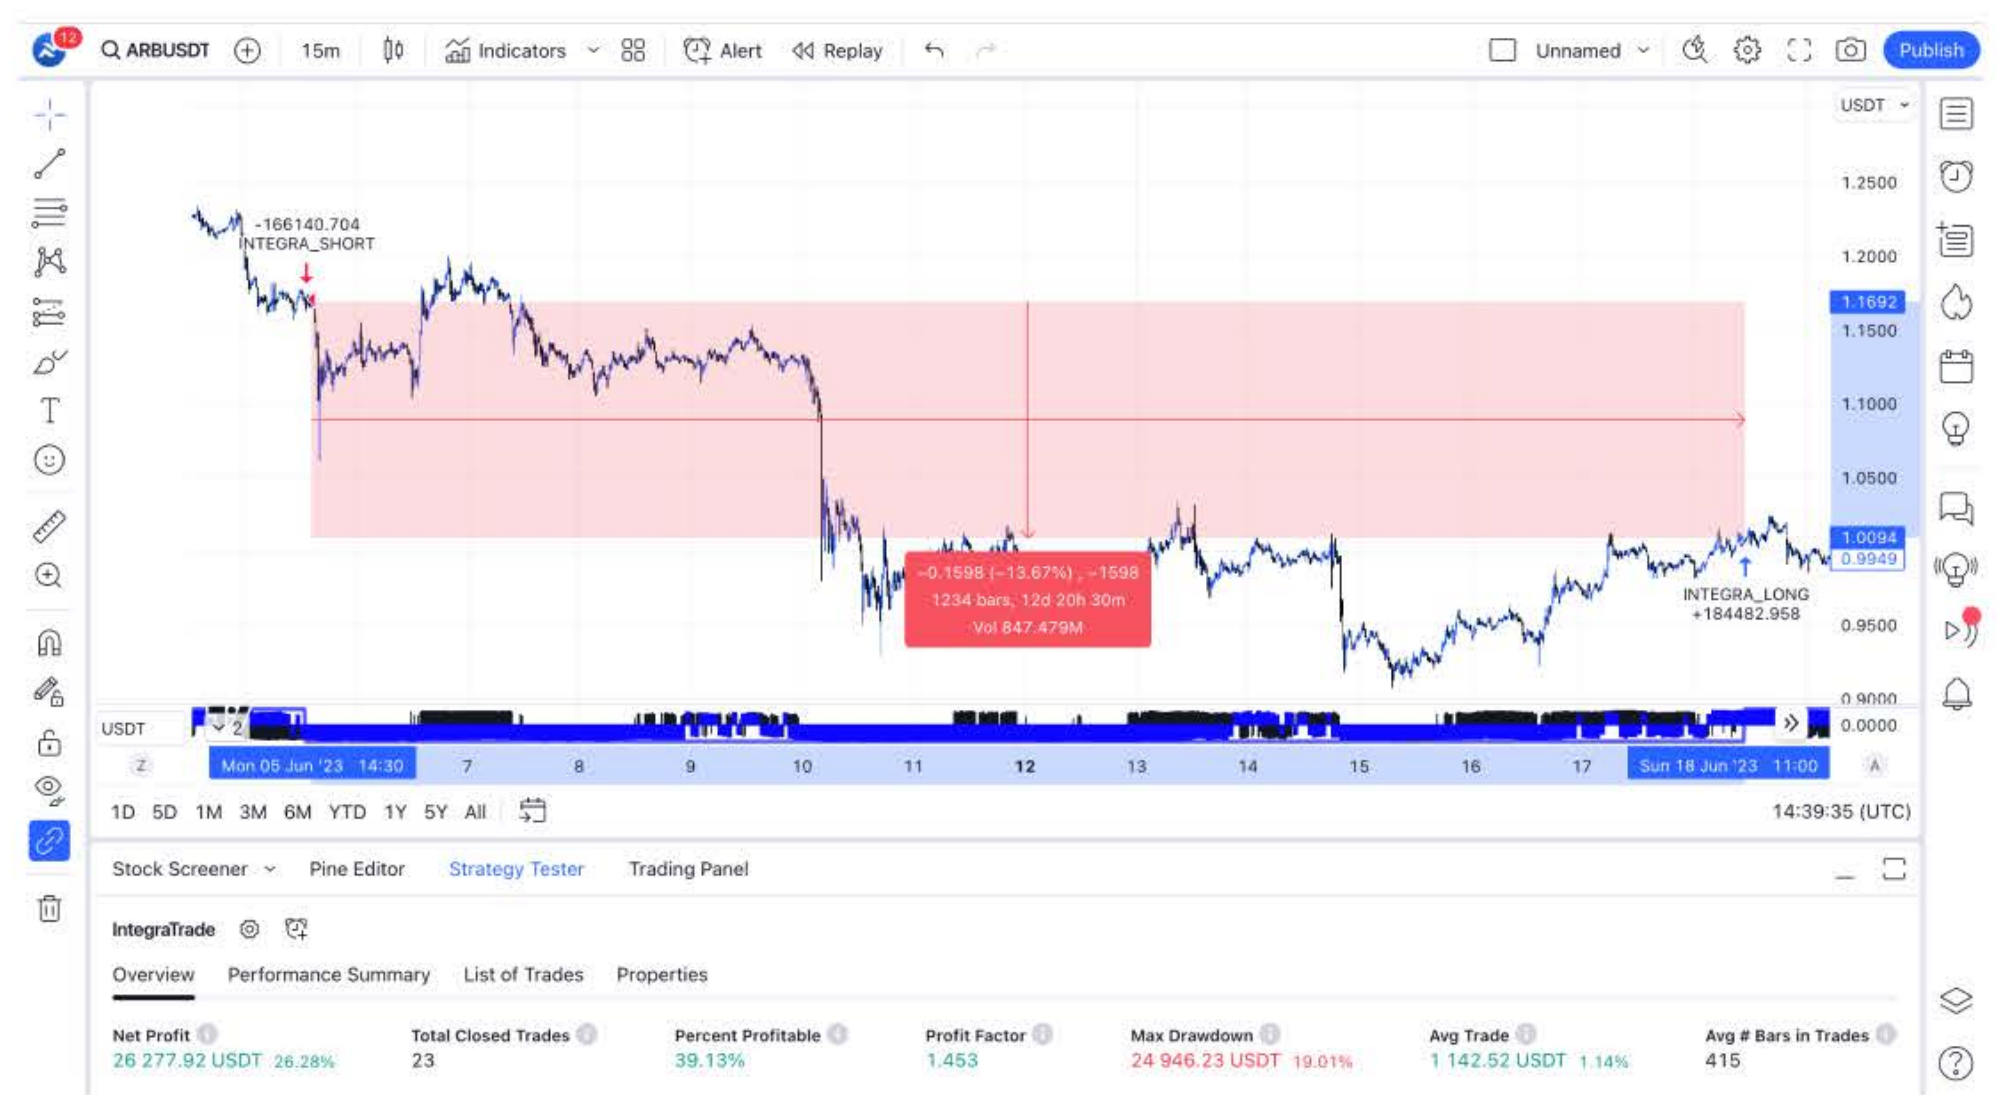 12
ARBUSDT 15m Indicators Alert Replay Unnamed Publish
USDT
1.2500
1.2000
1.1692
1.1500
1.1000
1.0500
1.0094
0.9949
0.9500
0.9000
0.0000
-166140.704
INTEGRA_SHORT
−0.1598 (−13.67%) , −1598
1234 bars, 12d 20h 30m
Vol 847.479M
INTEGRA_LONG
+184482.958
USDT 2
Z Mon 05 Jun '23 14:30 7 8 9 10 11 12 13 14 15 16 17 Sun 18 Jun '23 11:00 A
1D 5D 1M 3M 6M YTD 1Y 5Y All 14:39:35 (UTC)
Stock Screener Pine Editor Strategy Tester Trading Panel
IntegraTrade
Overview Performance Summary List of Trades Properties
Net Profit Total Closed Trades Percent Profitable Profit Factor Max Drawdown Avg Trade Avg # Bars in Trades
26 277.92 USDT 26.28% 23 39.13% 1.453 24 946.23 USDT 19.01% 1 142.52 USDT 1.14% 415